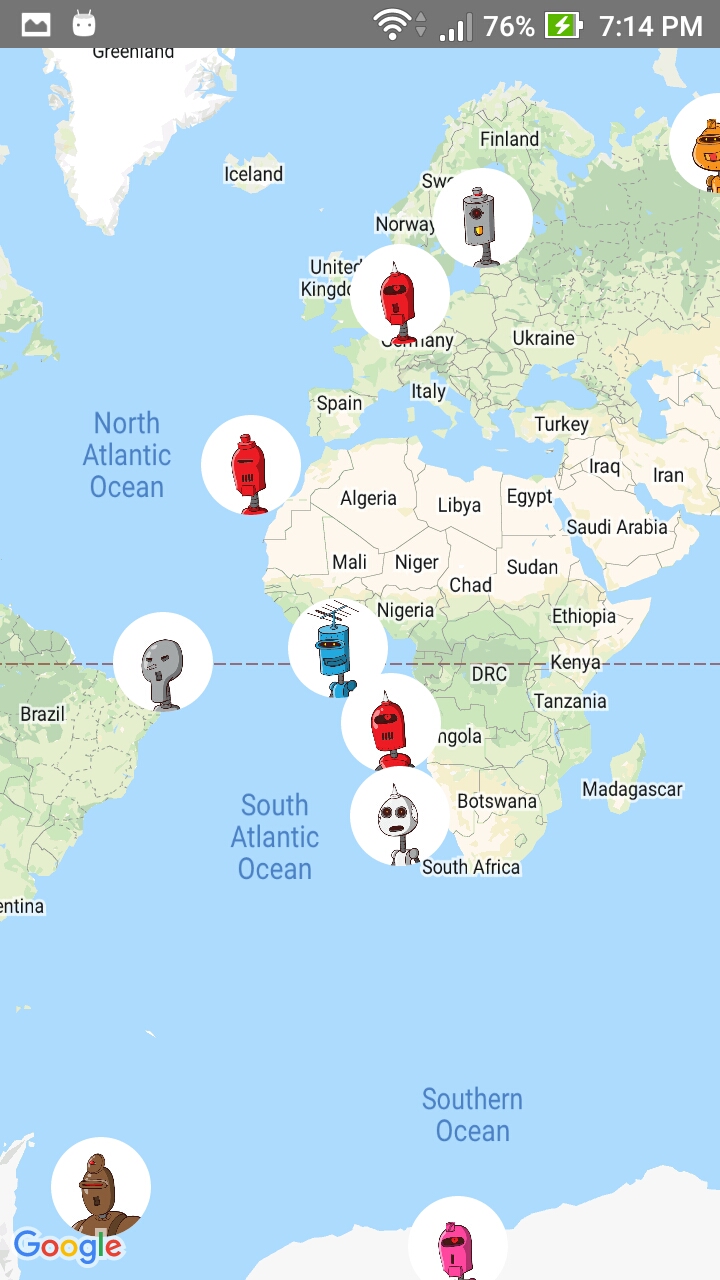 76% 7:14 PM
Greenland
Finland
Iceland
Swe
Norway
United
Kingdo
Germany
Ukraine
Italy
Spain
Turkey
North
Atlantic
Ocean
Iraq
Iran
Algeria
Libya
Egypt
Saudi Arabia
Mali
Niger
Sudan
Chad
Nigeria
Ethiopia
Kenya
DRC
Tanzania
Brazil
ngola
Madagascar
Botswana
South
Atlantic
Ocean
South Africa
entina
Southern
Ocean
Google